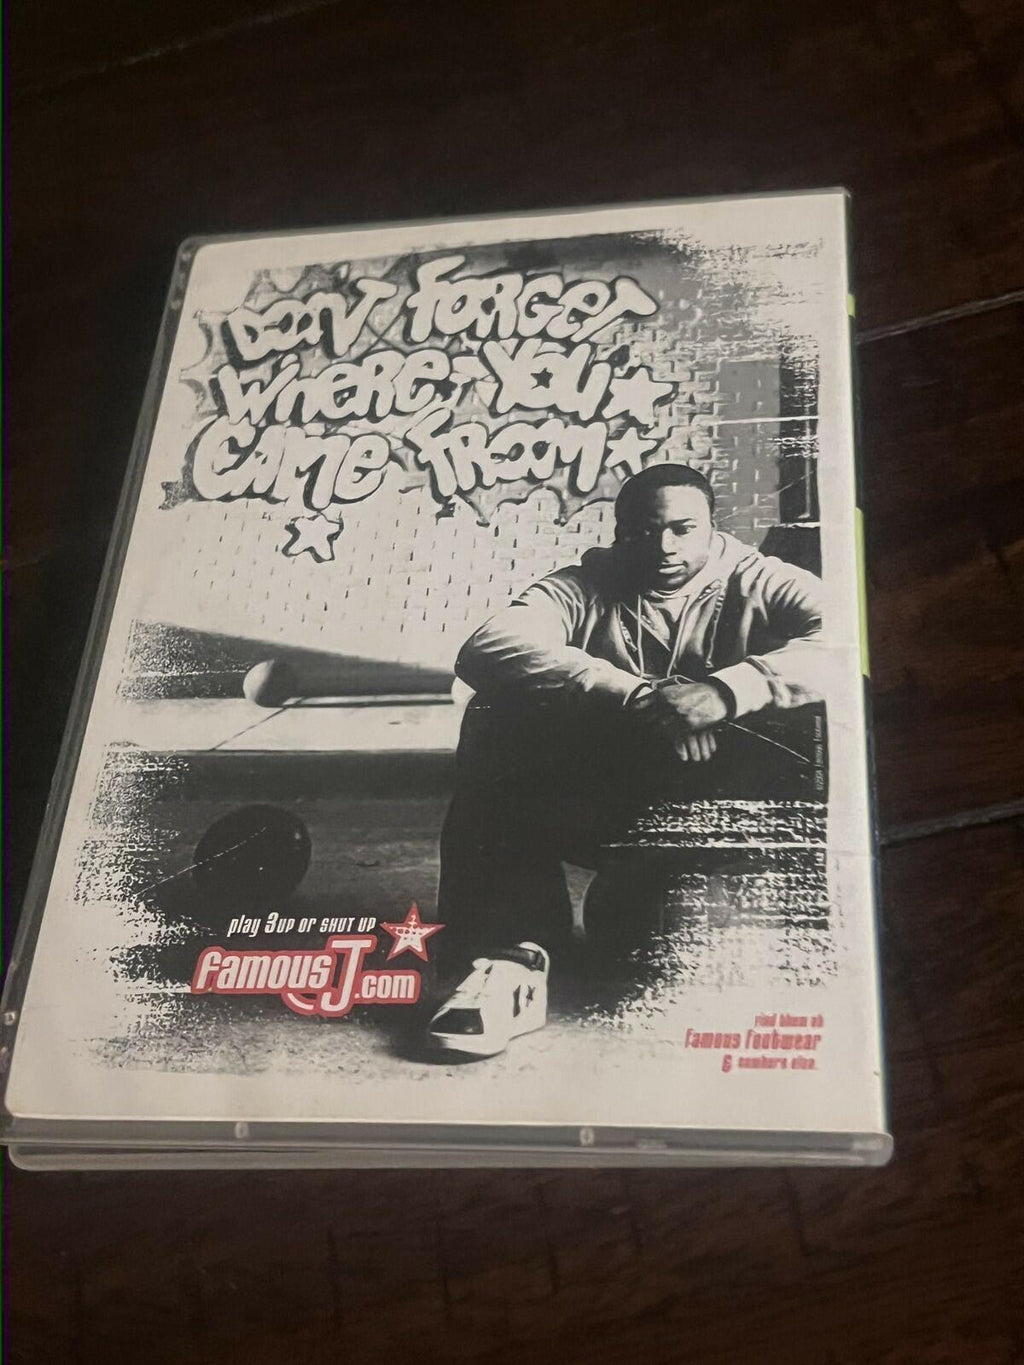 DON'T FORGET
WHERE YOU
CAME FROM
play 3UP OR SHUT UP
famousJ.com
find them at
famous footwear
& nowhere else.